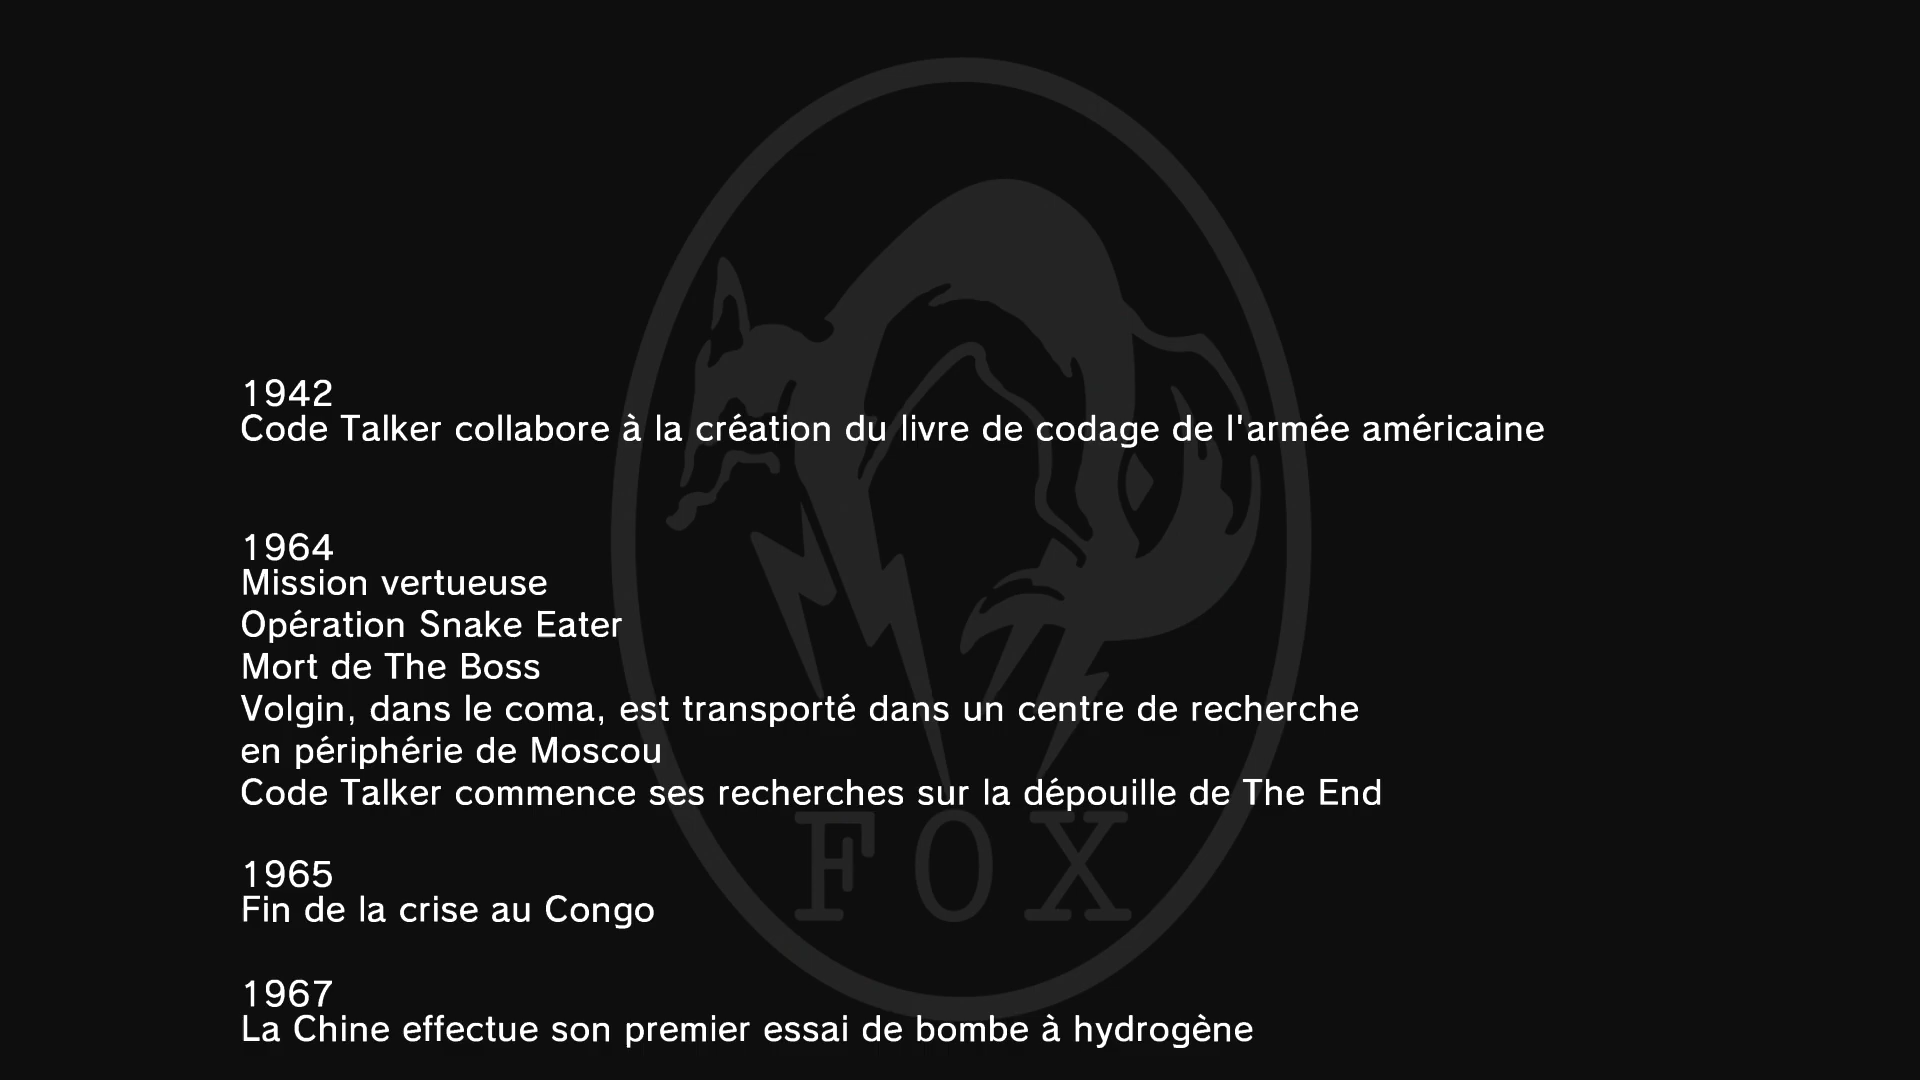 1942
Code Talker collabore à la création du livre de codage de l'armée américaine
1964
Mission vertueuse
Opération Snake Eater
Mort de The Boss
Volgin, dans le coma, est transporté dans un centre de recherche
en périphérie de Moscou
Code Talker commence ses recherches sur la dépouille de The End
FOX
1965
Fin de la crise au Congo
1967
La Chine effectue son premier essai de bombe à hydrogène